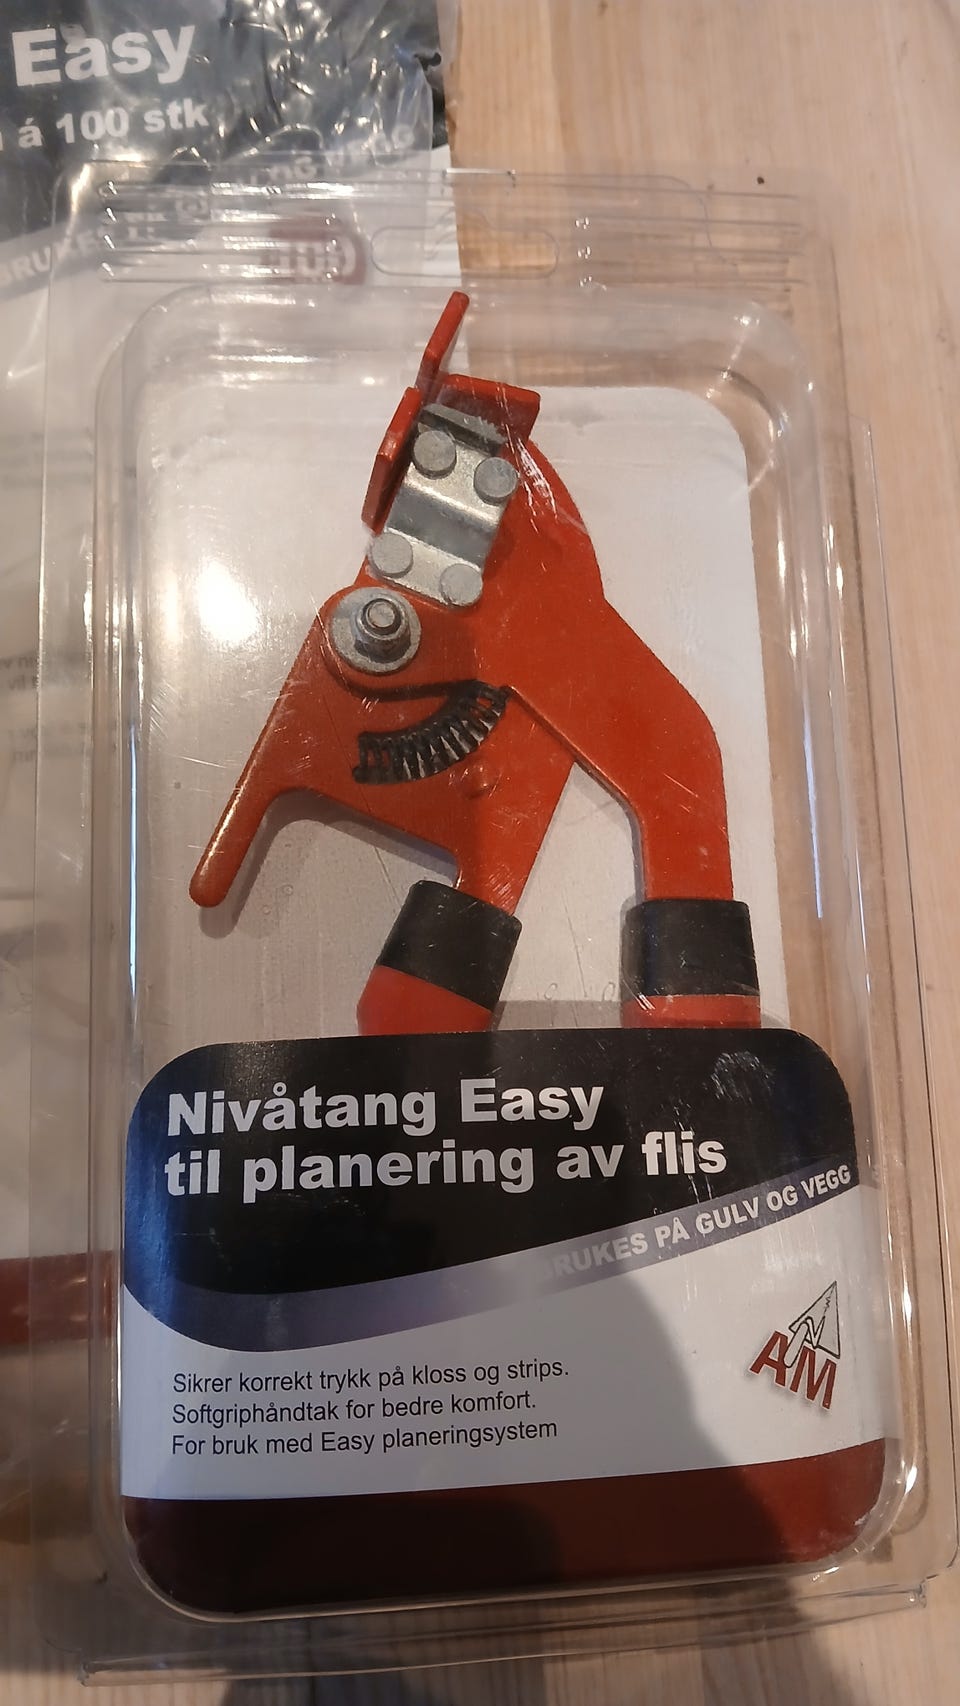 Easy
á 100 stk
Nivåtang Easy
til planering av flis
BRUKES PÅ GULV OG VEGG
AM
Sikrer korrekt trykk på kloss og strips.
Softgriphåndtak for bedre komfort.
For bruk med Easy planeringsystem